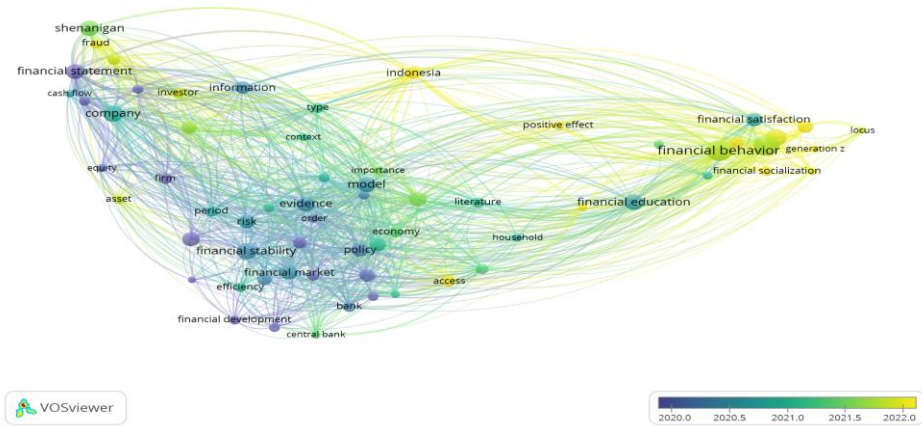 shenanigan
fraud
financial statement
indonesia
cash flow
investor
information
company
type
positive effect
financial satisfaction
locus
context
financial behavior
generation z
equity
firm
importance
financial socialization
model
asset
period
evidence
literature
financial education
risk
order
economy
household
financial stability
policy
financial market
access
efficiency
bank
financial development
central bank
VOSviewer
2020.0 2020.5 2021.0 2021.5 2022.0